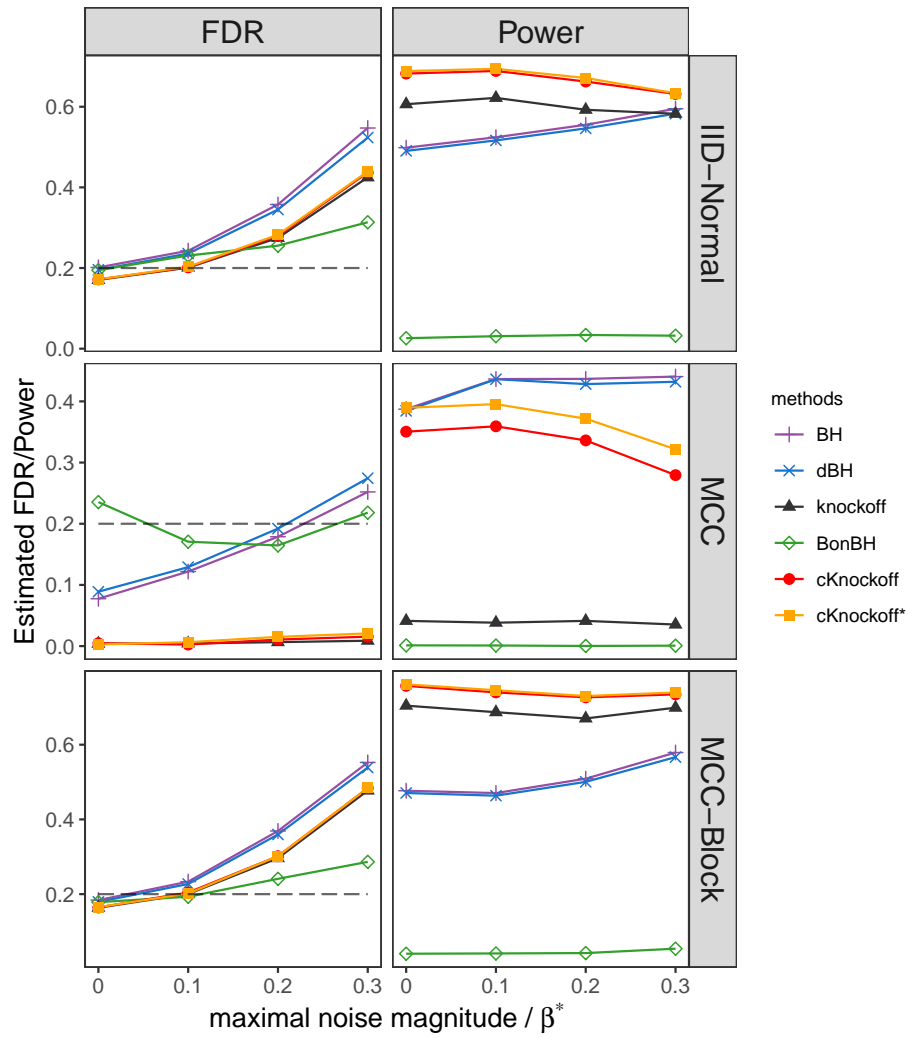 FDR
Power
0.6
0.4
0.2
0.0
IID−Normal
0.4
0.3
0.2
0.1
0.0
MCC
0.6
0.4
0.2
MCC−Block
0
0.1
0.2
0.3
0
0.1
0.2
0.3
Estimated FDR/Power
maximal noise magnitude / β*
methods
BH
dBH
knockoff
BonBH
cKnockoff
cKnockoff*